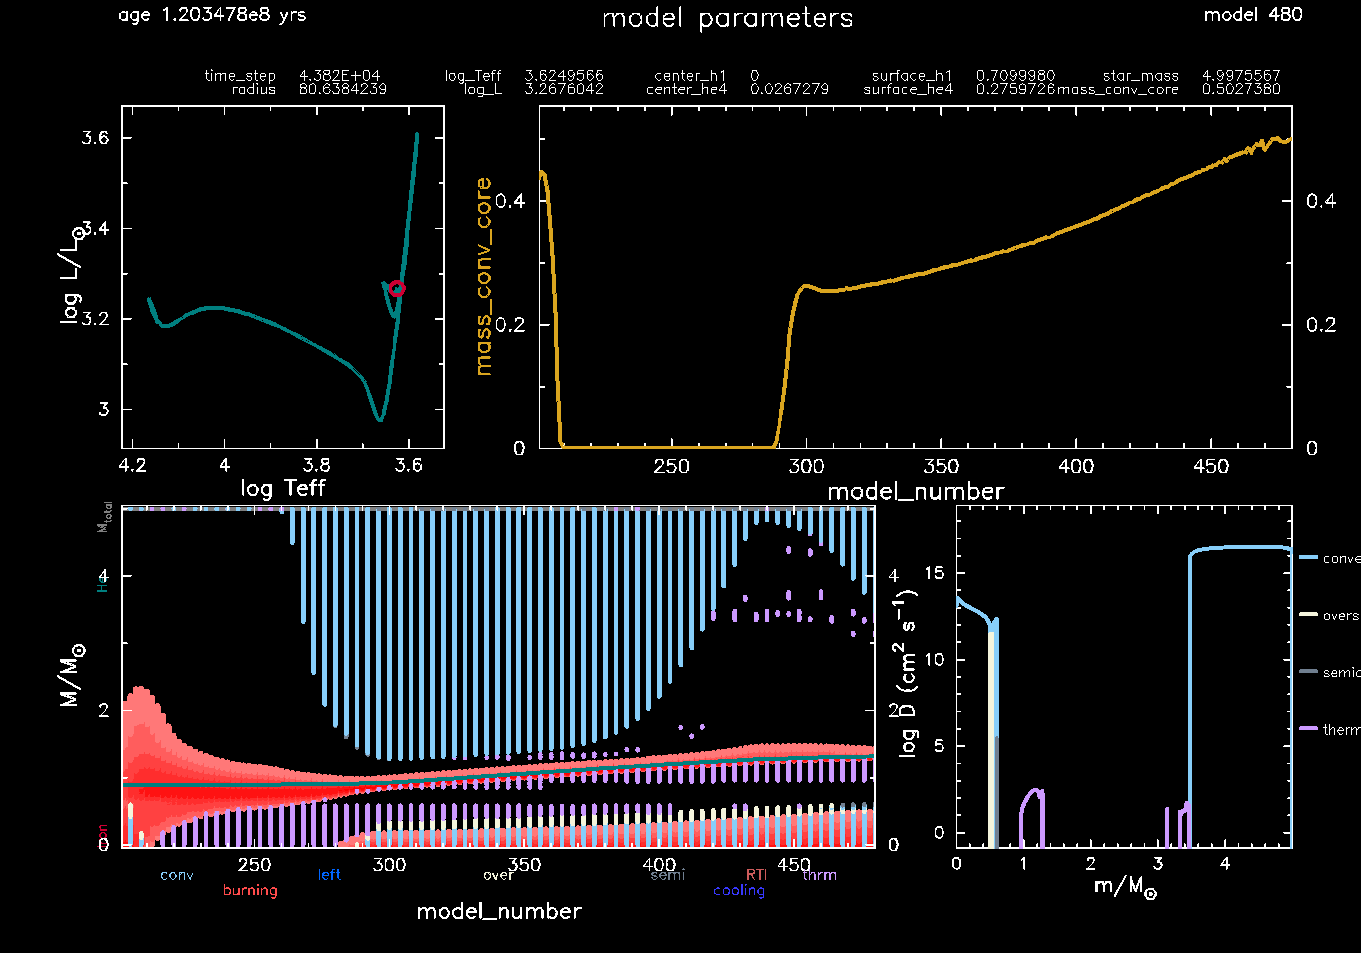 age 1.203478e8 yrs model parameters model 480
time_step 4.382E+04 log_Teff 3.6249566 center_h1 0 surface_h1 0.7099980 star_mass 4.9975567
radius 80.6384239 log_L 3.2676042 center_he4 0.0267279 surface_he4 0.2759726 mass_conv_core 0.5027380
log L/L⊙
3.6
3.4
3.2
3
4.2 4 3.8 3.6
log Teff
mass_conv_core
0.4 0.4
0.2 0.2
0 0
250 300 350 400 450
model_number
M/M⊙
Mtotal
He
4 4
2 2
0 0
250 300 350 400 450
conv left over semi thrm
burning cooling RTI
model_number
log D (cm² s⁻¹)
15
10
5
0
0 1 2 3 4
m/M⊙
conve
overs
semic
therm